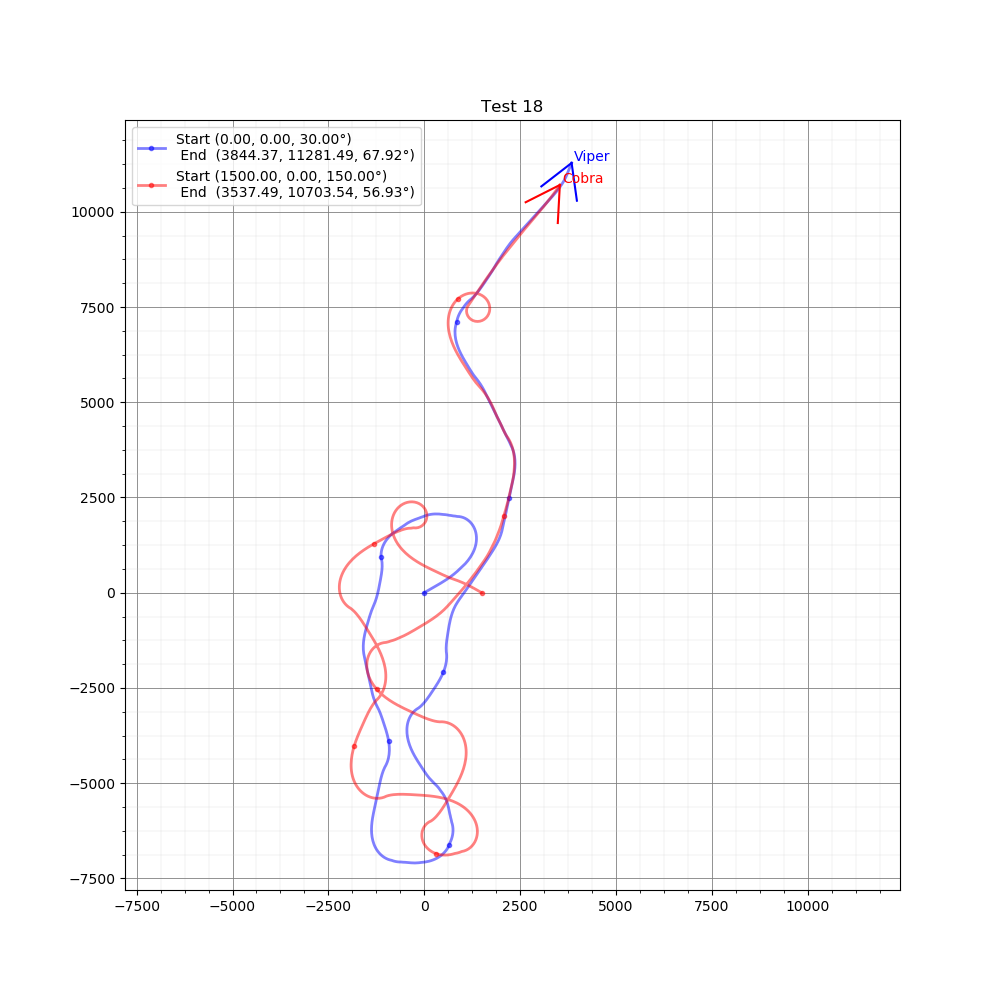 Test 18
Start (0.00, 0.00, 30.00°)
End (3844.37, 11281.49, 67.92°)
Start (1500.00, 0.00, 150.00°)
End (3537.49, 10703.54, 56.93°)
Viper
Cobra
10000
7500
5000
2500
0
−2500
−5000
−7500
−7500 −5000 −2500 0 2500 5000 7500 10000